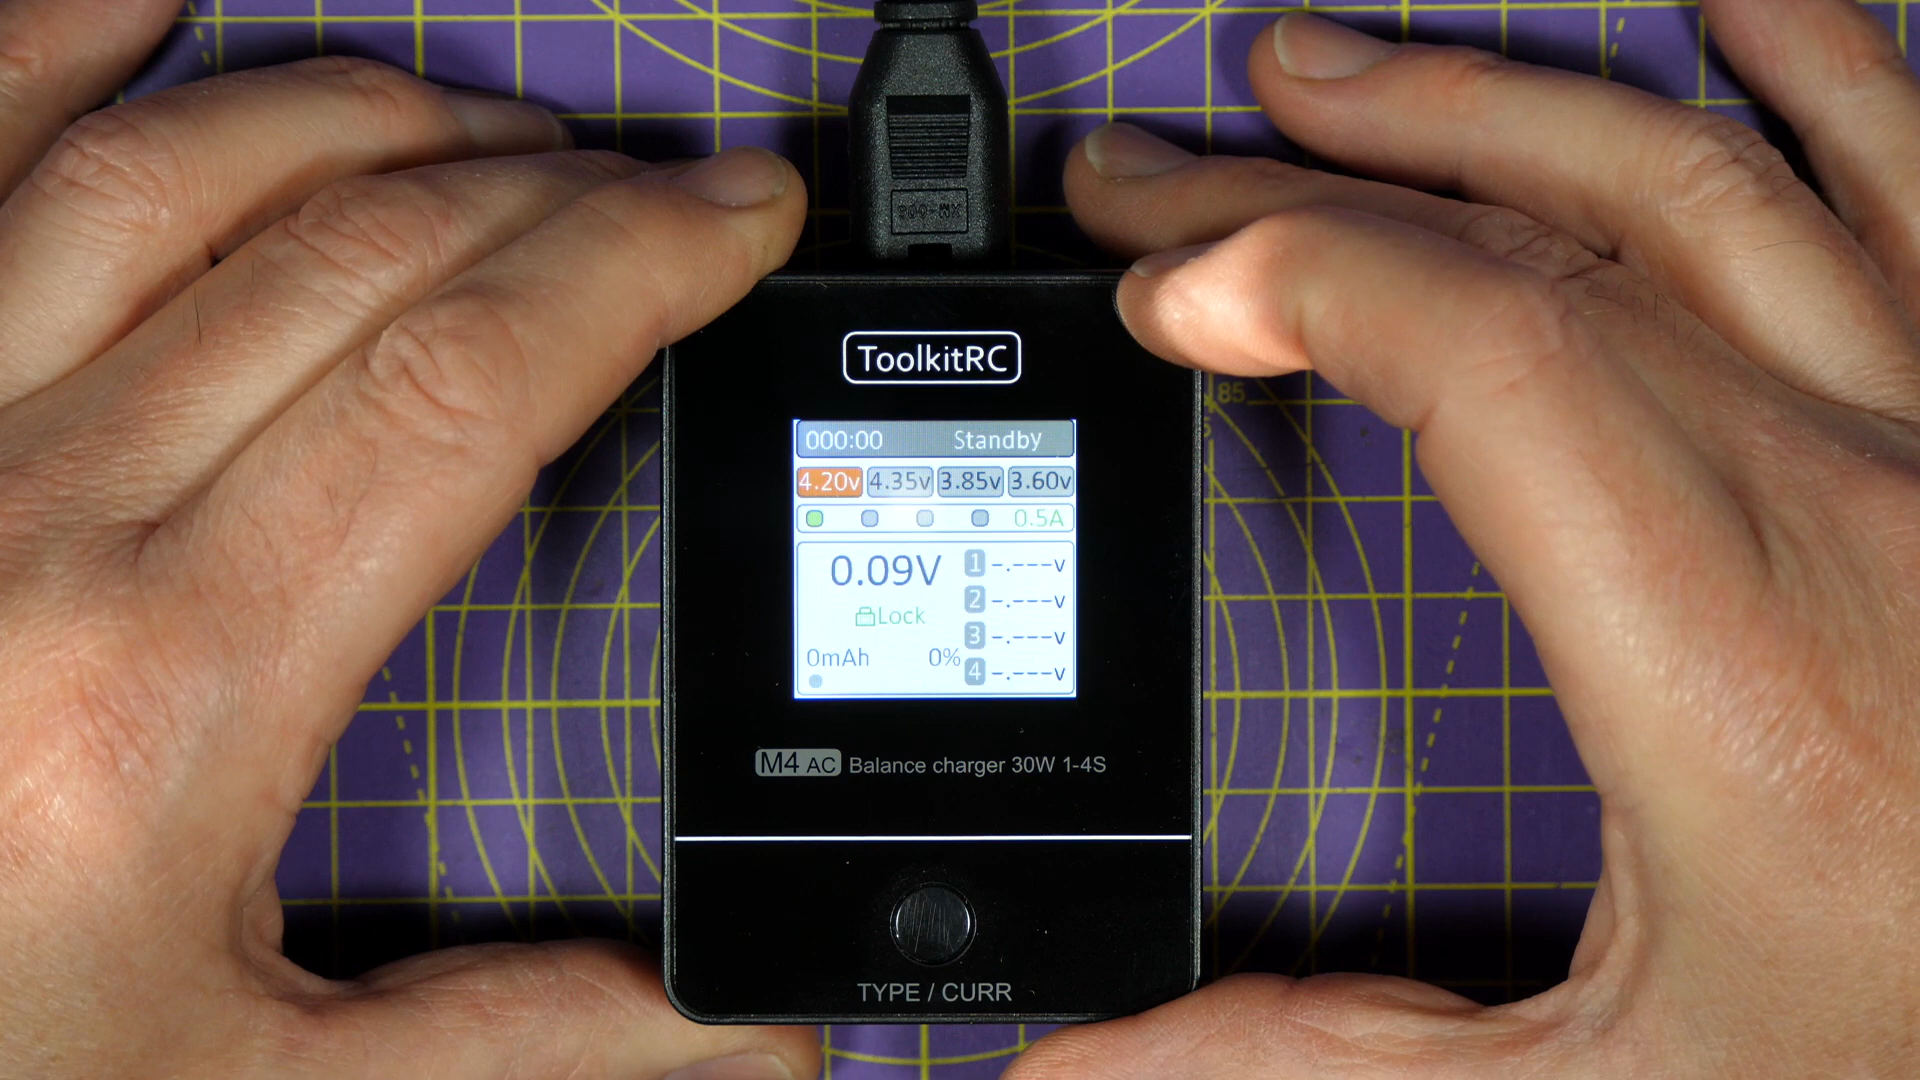 ToolkitRC
000:00 Standby
4.20v 4.35v 3.85v 3.60v
0.5A
0.09V
Lock
0mAh 0%
1 -.---v
2 -.---v
3 -.---v
4 -.---v
M4 AC Balance charger 30W 1-4S
TYPE / CURR
85